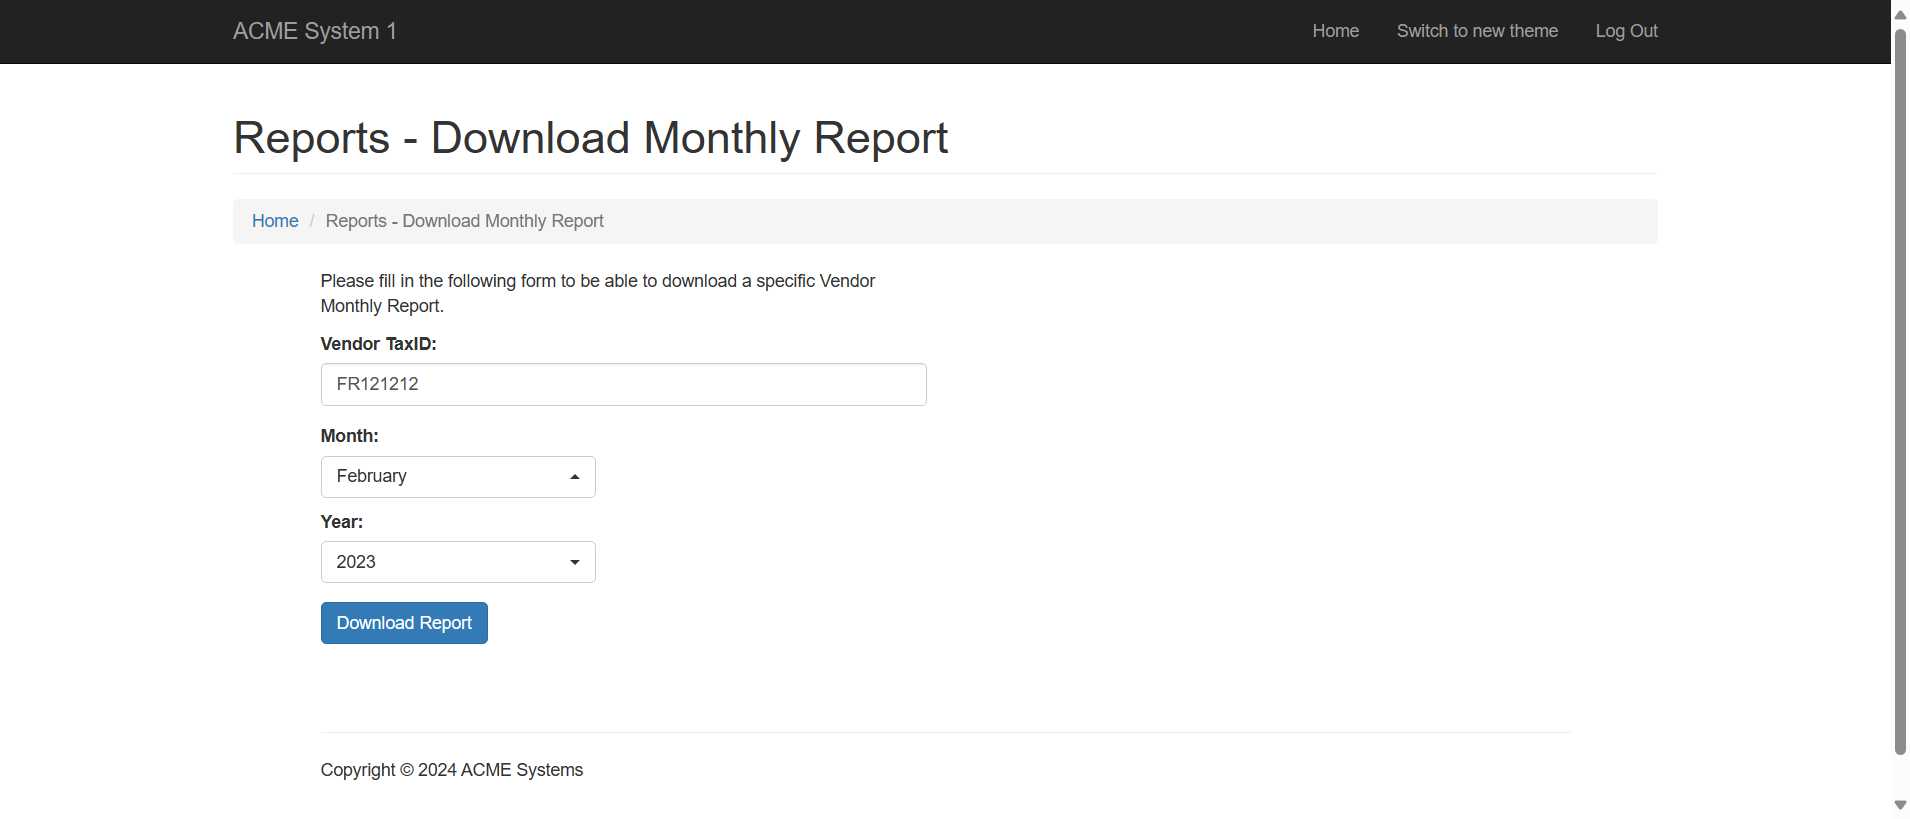 ACME System 1
Home
Switch to new theme
Log Out
Reports - Download Monthly Report
Home / Reports - Download Monthly Report
Please fill in the following form to be able to download a specific Vendor
Monthly Report.
Vendor TaxID:
FR121212
Month:
February
Year:
2023
Download Report
Copyright © 2024 ACME Systems